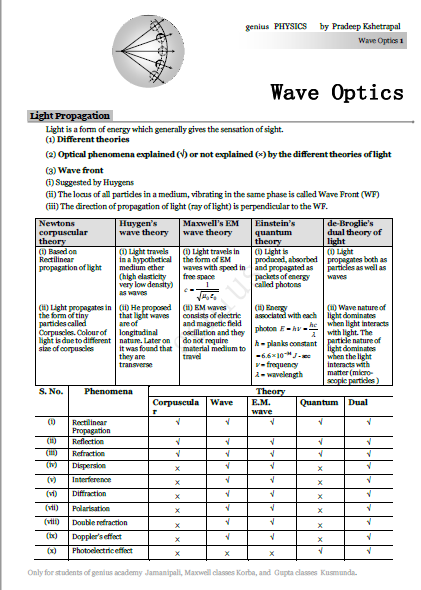 genius PHYSICS by Pradeep Kshetrapal
Wave Optics 1
Wave Optics
Light Propagation
Light is a form of energy which generally gives the sensation of sight.
(1) Different theories
(2) Optical phenomena explained (√) or not explained (×) by the different theories of light
(3) Wave front
(i) Suggested by Huygens
(ii) The locus of all particles in a medium, vibrating in the same phase is called Wave Front (WF)
(iii) The direction of propagation of light (ray of light) is perpendicular to the WF.
Newtons corpuscular theory
Huygen's wave theory
Maxwell's EM wave theory
Einstein's quantum theory
de-Broglie's dual theory of light
(i) Based on
Rectilinear
propagation of light
(i) Light travels
in a hypothetical
medium ether
(high elasticity
very low density)
as waves
(i) Light travels in
the form of EM
waves with speed in
free space
c = 1/√μ₀ε₀
(i) Light is
produced, absorbed
and propagated as
packets of energy
called photons
(i) Light
propagates both as
particles as well as
waves
(ii) Light propagates in
the form of tiny
particles called
Corpuscles. Colour of
light is due to different
size of corpuscles
(ii) He proposed
that light waves
are of
longitudinal
nature. Later on
it was found that
they are
transverse
(ii) EM waves
consists of electric
and magnetic field
oscillation and they
do not require
material medium to
travel
(ii) Energy
associated with each
photon E = hν = hc/λ
h = planks constant
= 6.6×10⁻³⁴ J - sec
ν = frequency
λ = wavelength
(ii) Wave nature of
light dominates
when light interacts
with light. The
particle nature of
light dominates
when the light
interacts with
matter (micro-
scopic particles )
S. No. Phenomena Theory
Corpuscula
r
Wave E.M.
wave
Quantum Dual
(i) Rectilinear
Propagation
√ √ √ √ √
(ii) Reflection √ √ √ √ √
(iii) Refraction √ √ √ √ √
(iv) Dispersion × √ √ × √
(v) Interference × √ √ × √
(vi) Diffraction × √ √ × √
(vii) Polarisation × √ √ × √
(viii) Double refraction × √ √ × √
(ix) Doppler's effect × √ √ × √
(x) Photoelectric effect × × × √ √
Only for students of genius academy Jamanipali, Maxwell classes Korba, and Gupta classes Kusmunda.